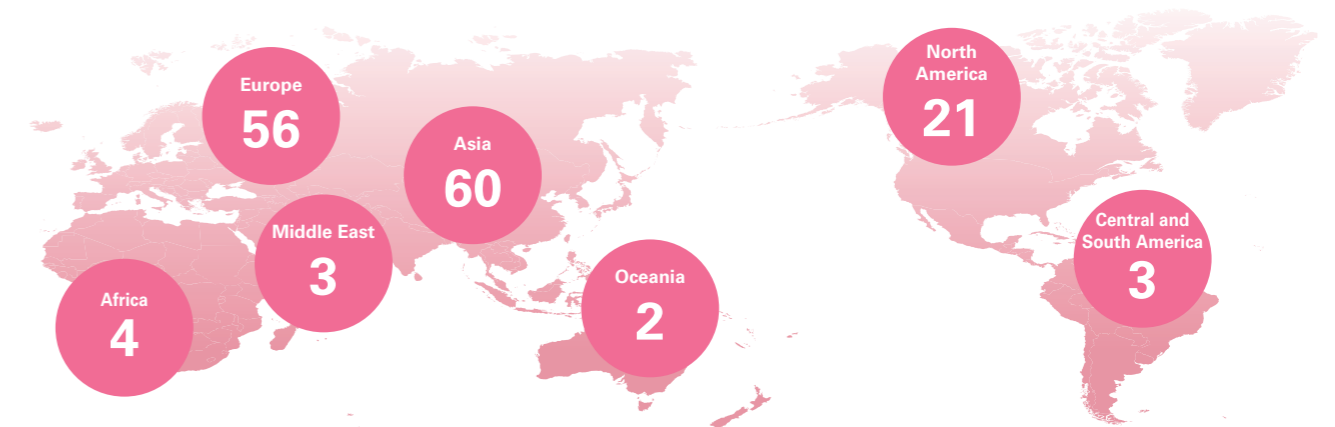 Europe
56
Asia
60
Middle East
3
Africa
4
Oceania
2
North
America
21
Central and
South America
3